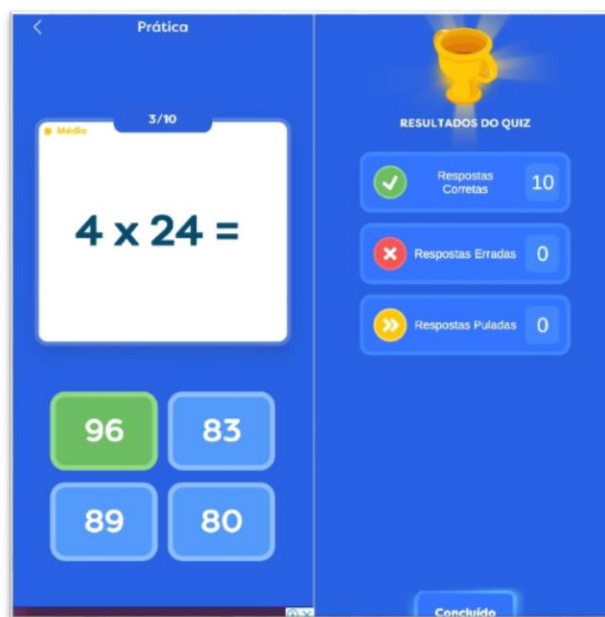 Prática
3/10
Médio
4 x 24 =
96
83
89
80
RESULTADOS DO QUIZ
Respostas
Corretas
10
Respostas Erradas
0
Respostas Puladas
0
Concluído